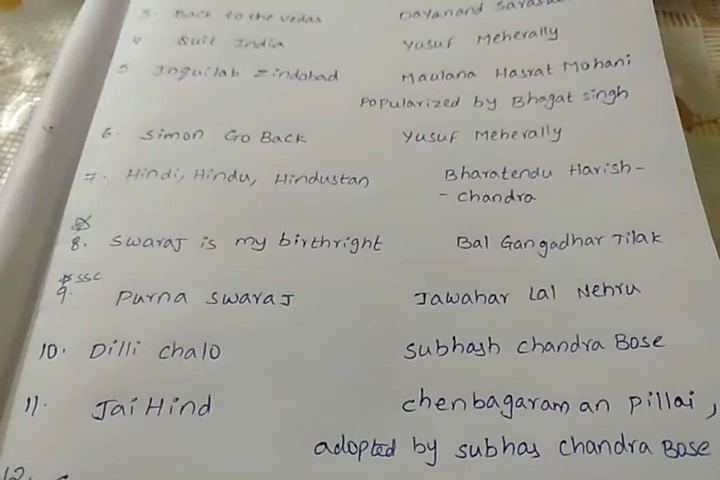 3. Back to the vedas Dayanand
4 Quit India Yusuf Meherally
5 Inquilab Zindabad Maulana Hasrat Mohani
Popularized by Bhagat singh
6. Simon Go Back Yusuf Meherally
7. Hindi, Hindu, Hindustan Bharatendu Harish-
- Chandra
8. Swaraj is my birthright Bal Gangadhar Tilak
SSC
9. Purna Swaraj Jawahar Lal Nehru
10. Dilli Chalo Subhash Chandra Bose
11. Jai Hind Chenbagaraman Pillai,
adopted by Subhas Chandra Bose
12.